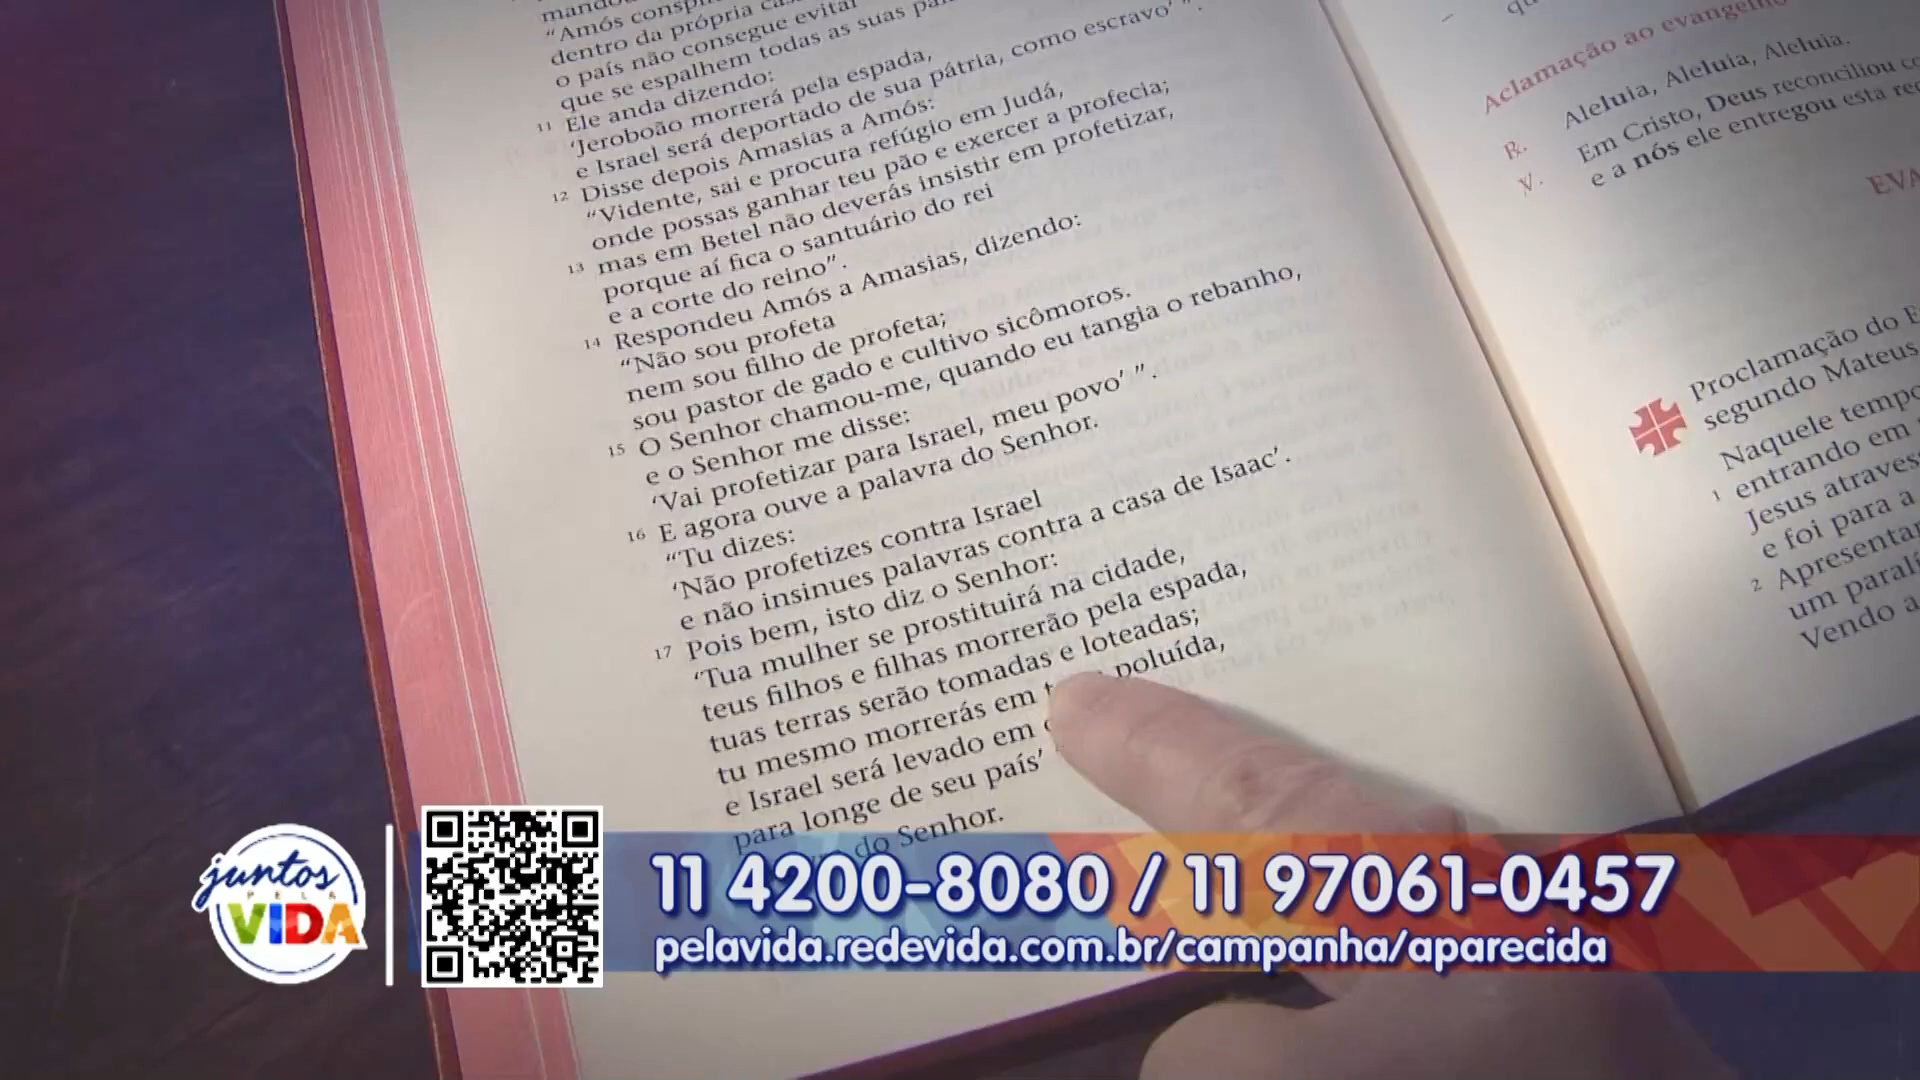 “Amós
dentro da própria
o país não consegue evitar
que se espalhem todas as suas
11 Ele anda dizendo:
‘Jeroboão morrerá pela espada,
e Israel será deportado de sua pátria, como escravo’ ”.
12 Disse depois Amasias a Amós:
“Vidente, sai e procura refúgio em Judá,
onde possas ganhar teu pão e exercer a profecia;
13 mas em Betel não deverás insistir em profetizar,
porque aí fica o santuário do rei
e a corte do reino”.
14 Respondeu Amós a Amasias, dizendo:
“Não sou profeta
nem sou filho de profeta;
sou pastor de gado e cultivo sicômoros.
15 O Senhor chamou-me, quando eu tangia o rebanho,
e o Senhor me disse:
‘Vai profetizar para Israel, meu povo’ ”.
16 E agora ouve a palavra do Senhor.
“Tu dizes:
‘Não profetizes contra Israel
e não insinues palavras contra a casa de Isaac’.
17 Pois bem, isto diz o Senhor:
‘Tua mulher se prostituirá na cidade,
teus filhos e filhas morrerão pela espada,
tuas terras serão tomadas e loteadas;
tu mesmo morrerás em poluída,
e Israel será levado em
para longe de seu país’
do Senhor.
Aclamação ao evangelho
R. Aleluia, Aleluia, Aleluia.
V. Em Cristo, Deus reconciliou
e a nós ele entregou esta
Proclamação do
segundo Mateus
Naquele tempo
1 entrando em
Jesus
e foi para a
2
um
Vendo
juntos
PELA
VIDA
11 4200-8080 / 11 97061-0457
pelavida.redevida.com.br/campanha/aparecida